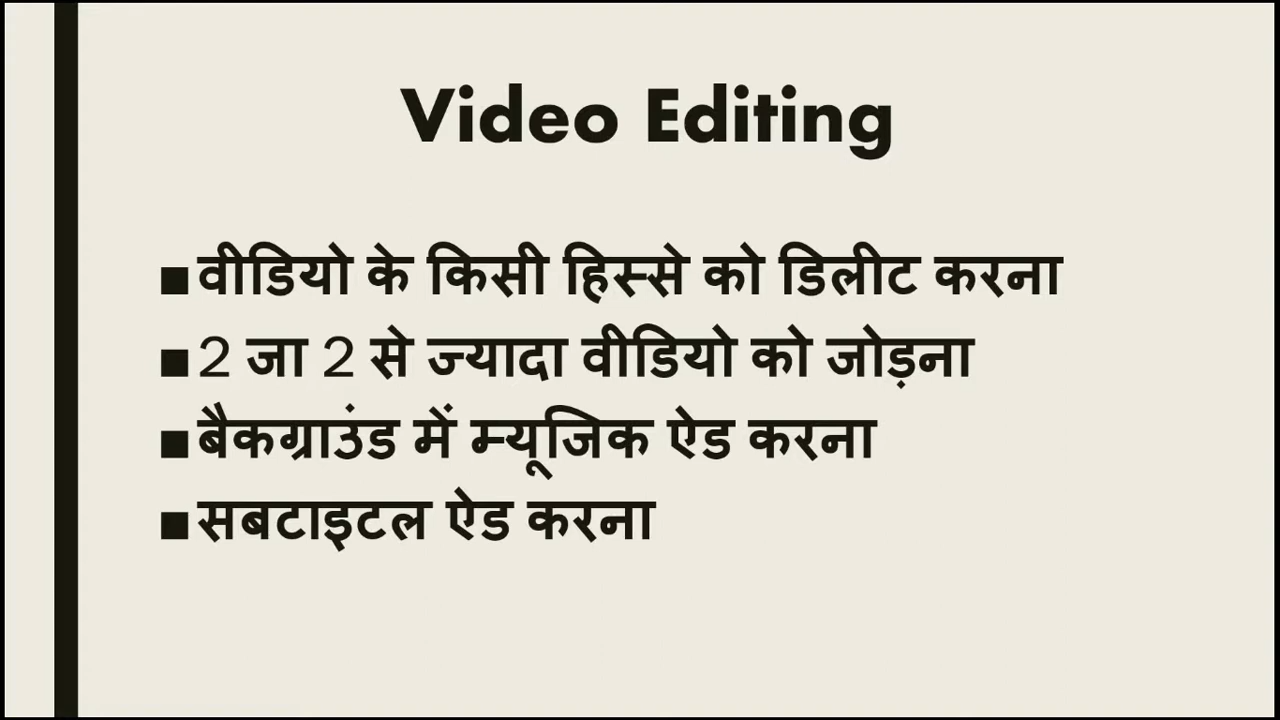 Video Editing
▪वीडियो के किसी हिस्से को डिलीट करना
▪2 जा 2 से ज्यादा वीडियो को जोड़ना
▪बैकग्राउंड में म्यूजिक ऐड करना
▪सबटाइटल ऐड करना